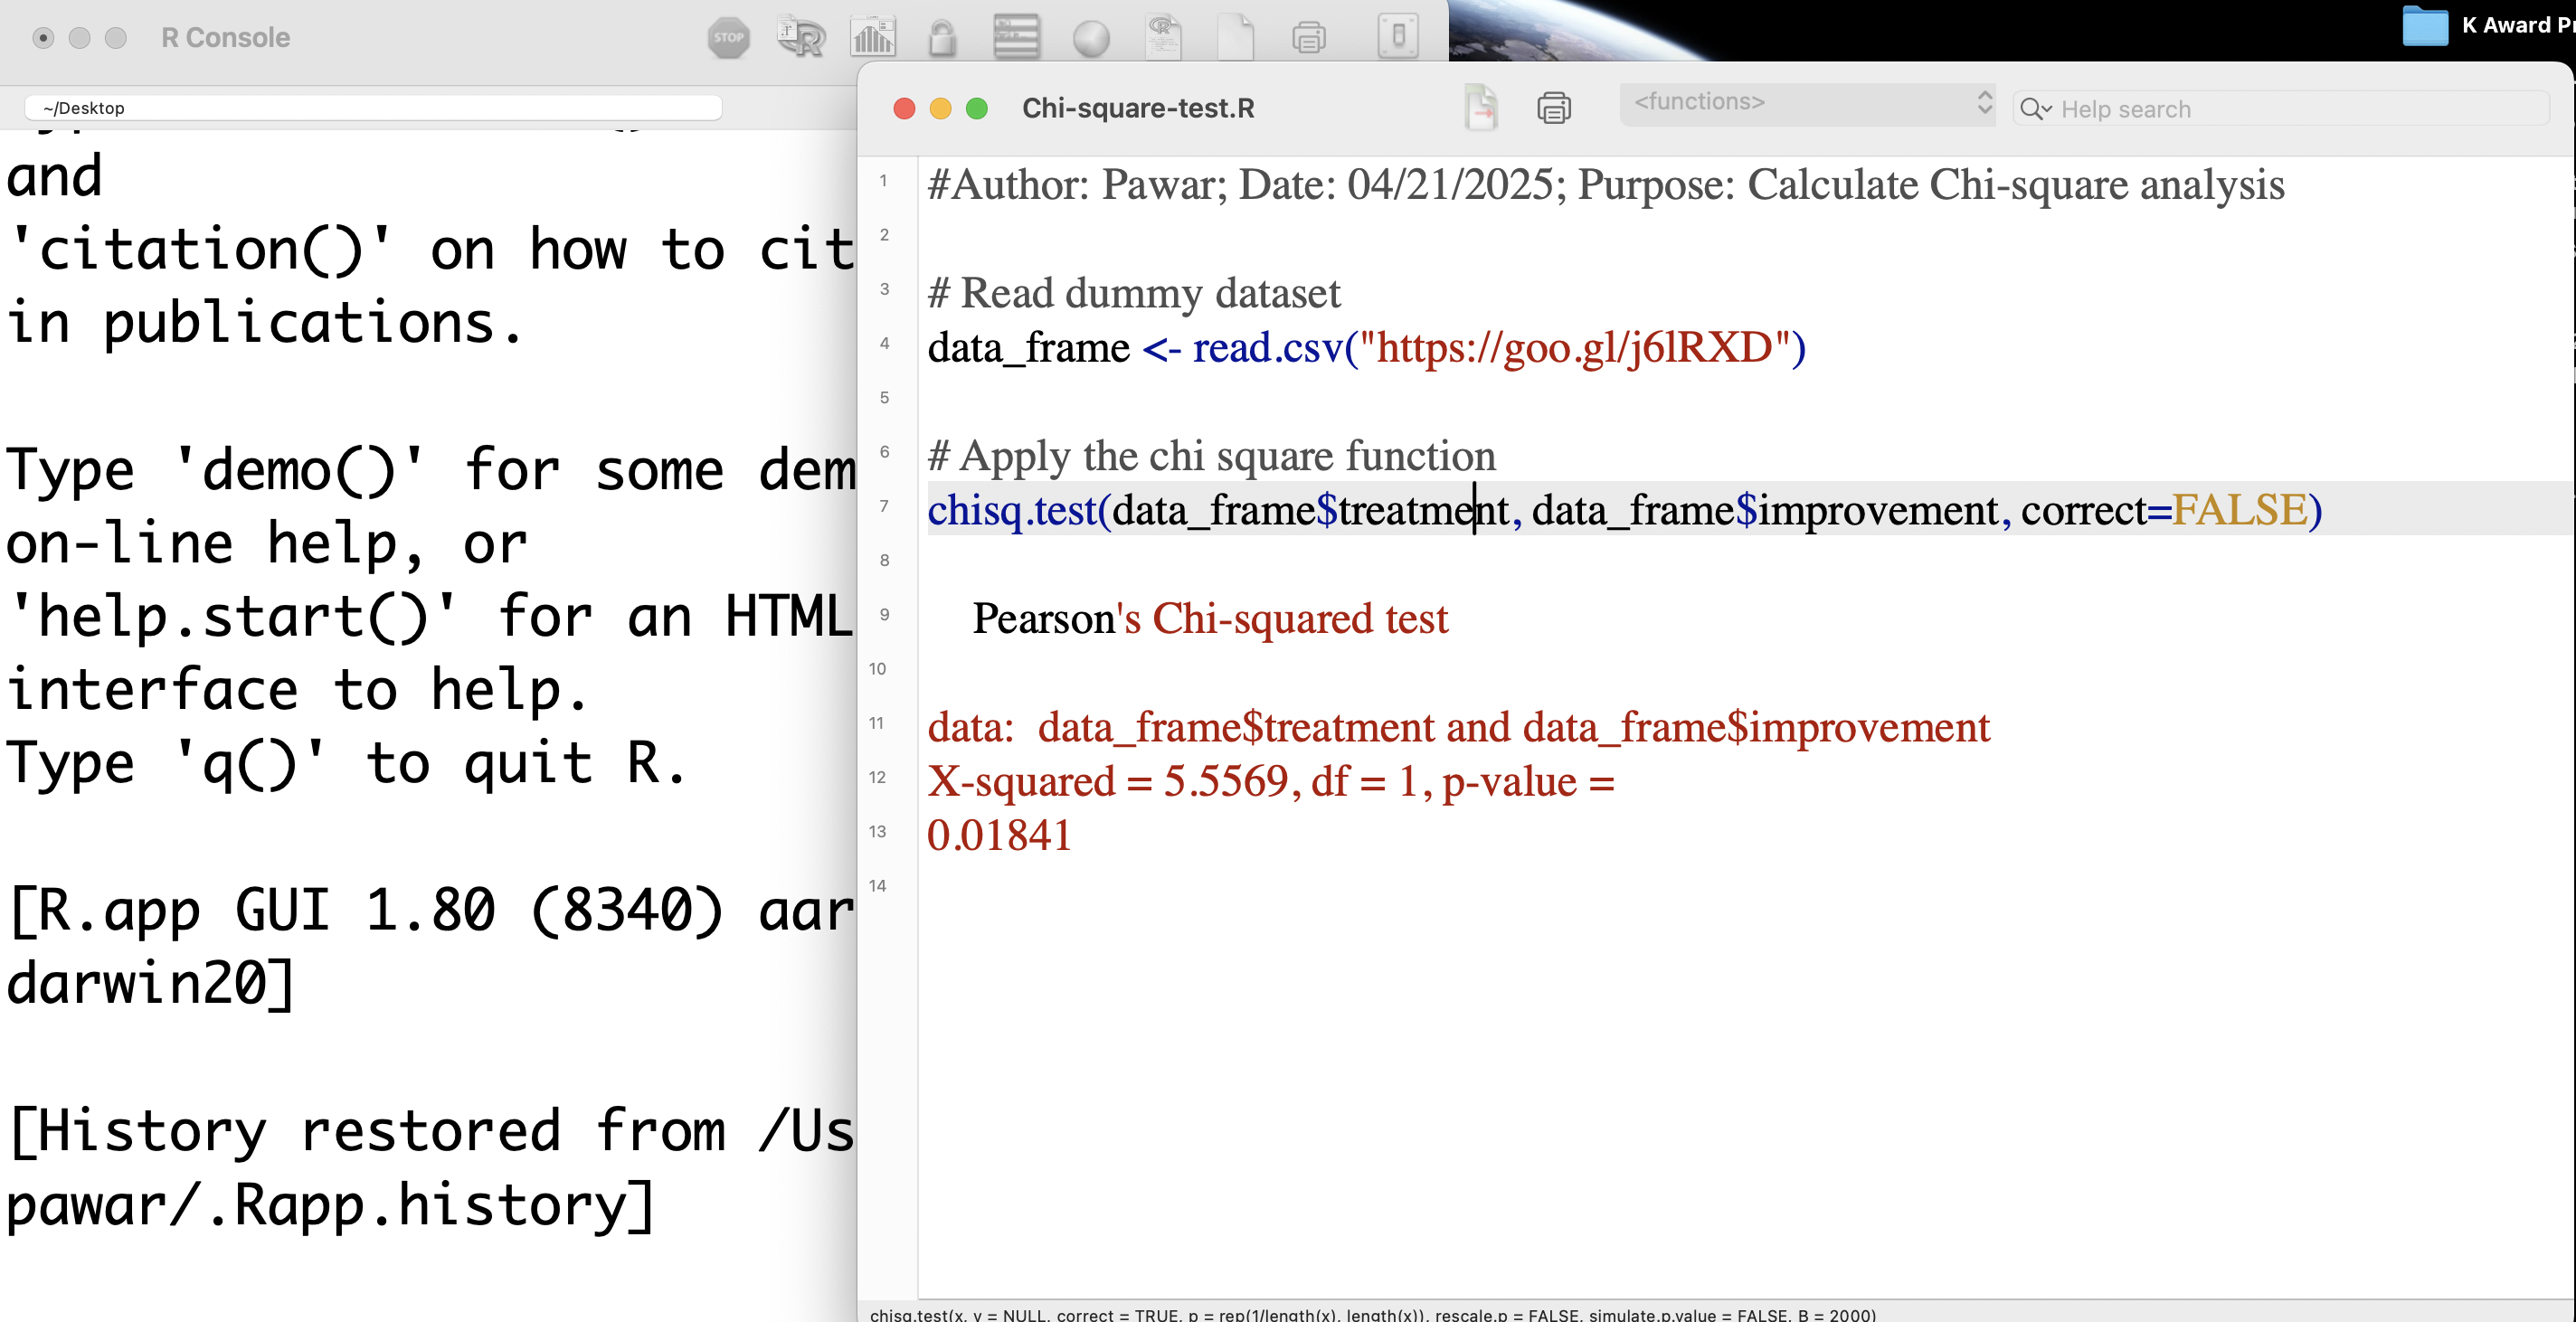 R Console
STOP
K Award
~/Desktop
and
'citation()' on how to cit
in publications.
Type 'demo()' for some dem
on-line help, or
'help.start()' for an HTML
interface to help.
Type 'q()' to quit R.
[R.app GUI 1.80 (8340) aar
darwin20]
[History restored from /Us
pawar/.Rapp.history]
Chi-square-test.R
<functions>
Help search
1 #Author: Pawar; Date: 04/21/2025; Purpose: Calculate Chi-square analysis
2
3 # Read dummy dataset
4 data_frame <- read.csv("https://goo.gl/j6lRXD")
5
6 # Apply the chi square function
7 chisq.test(data_frame$treatment, data_frame$improvement, correct=FALSE)
8
9 Pearson's Chi-squared test
10
11 data: data_frame$treatment and data_frame$improvement
12 X-squared = 5.5569, df = 1, p-value =
13 0.01841
14
chisq.test(x, y = NULL, correct = TRUE, p = rep(1/length(x), length(x)), rescale.p = FALSE, simulate.p.value = FALSE, B = 2000)